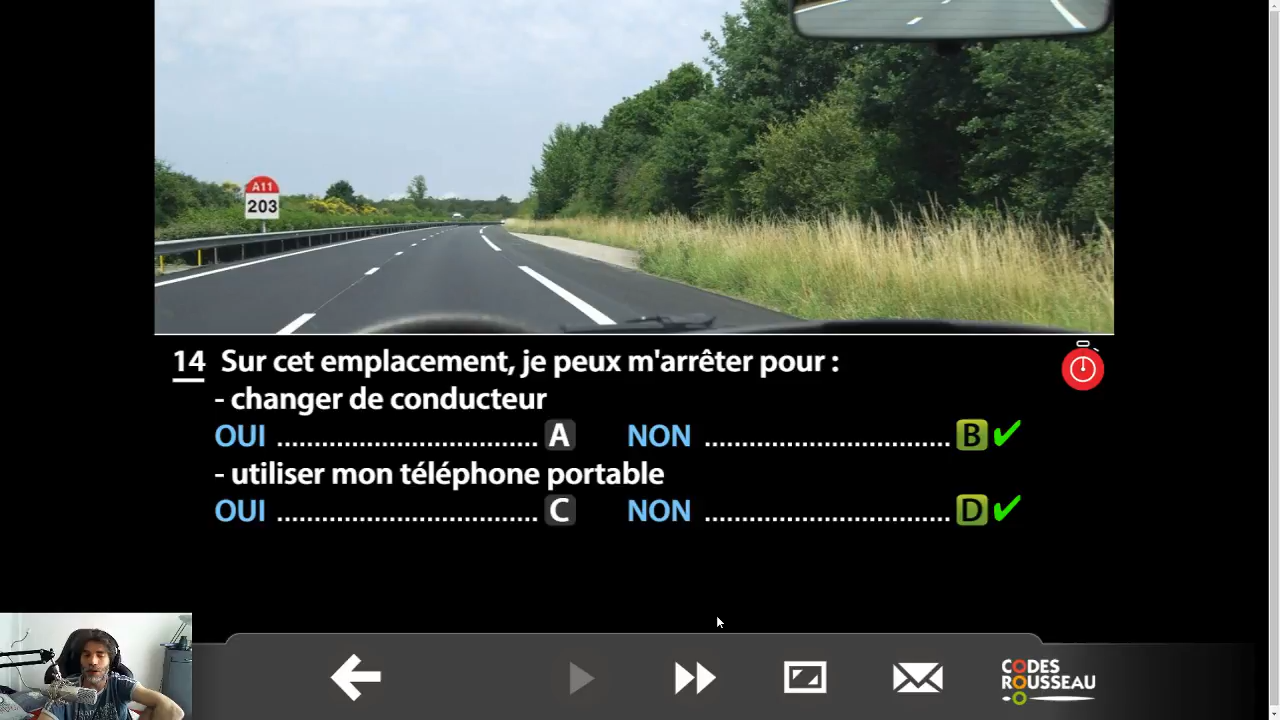 A11
203
14 Sur cet emplacement, je peux m'arrêter pour :
- changer de conducteur
OUI ................................... A NON ................................. B
- utiliser mon téléphone portable
OUI ................................... C NON ................................. D
CODES
ROUSSEAU